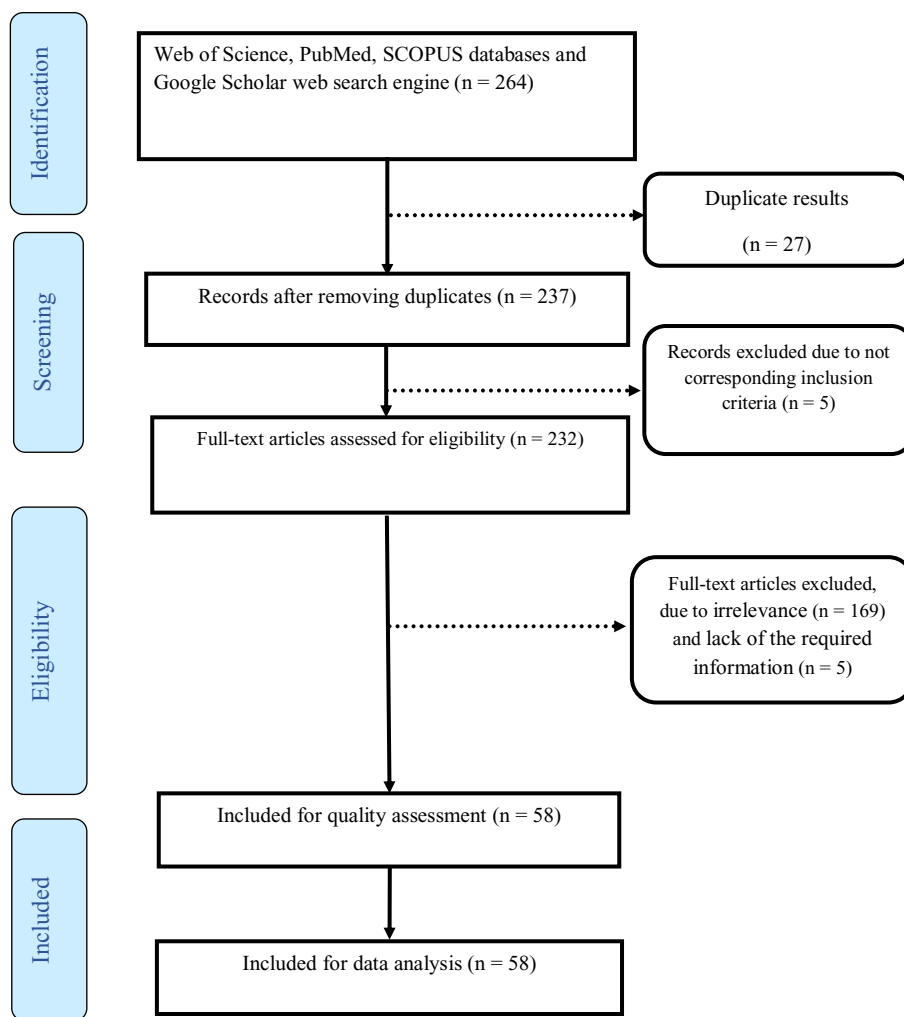 Identification
Web of Science, PubMed, SCOPUS databases and
Google Scholar web search engine (n = 264)
Duplicate results
(n = 27)
Screening
Records after removing duplicates (n = 237)
Records excluded due to not
corresponding inclusion
criteria (n = 5)
Full-text articles assessed for eligibility (n = 232)
Eligibility
Full-text articles excluded,
due to irrelevance (n = 169)
and lack of the required
information (n = 5)
Included for quality assessment (n = 58)
Included
Included for data analysis (n = 58)